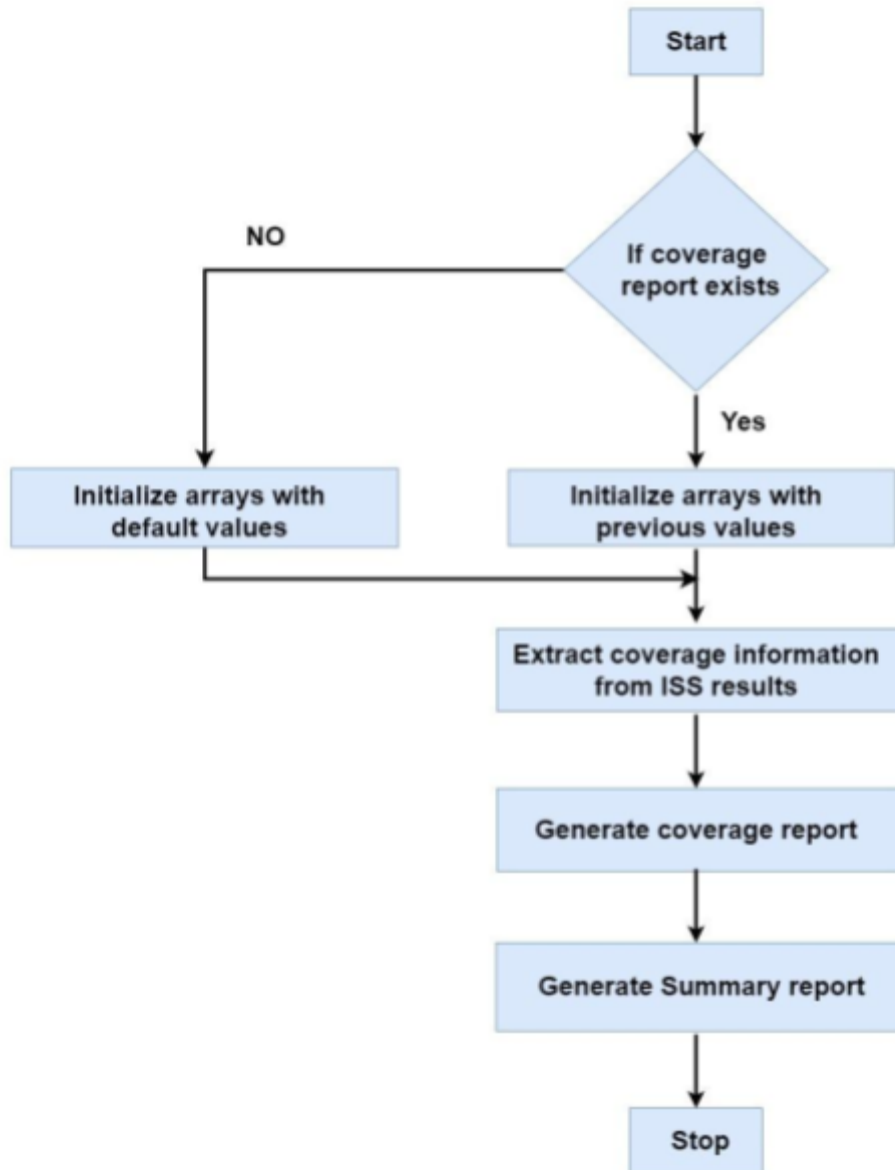 Start
If coverage
report exists
NO
Yes
Initialize arrays with
default values
Initialize arrays with
previous values
Extract coverage information
from ISS results
Generate coverage report
Generate Summary report
Stop